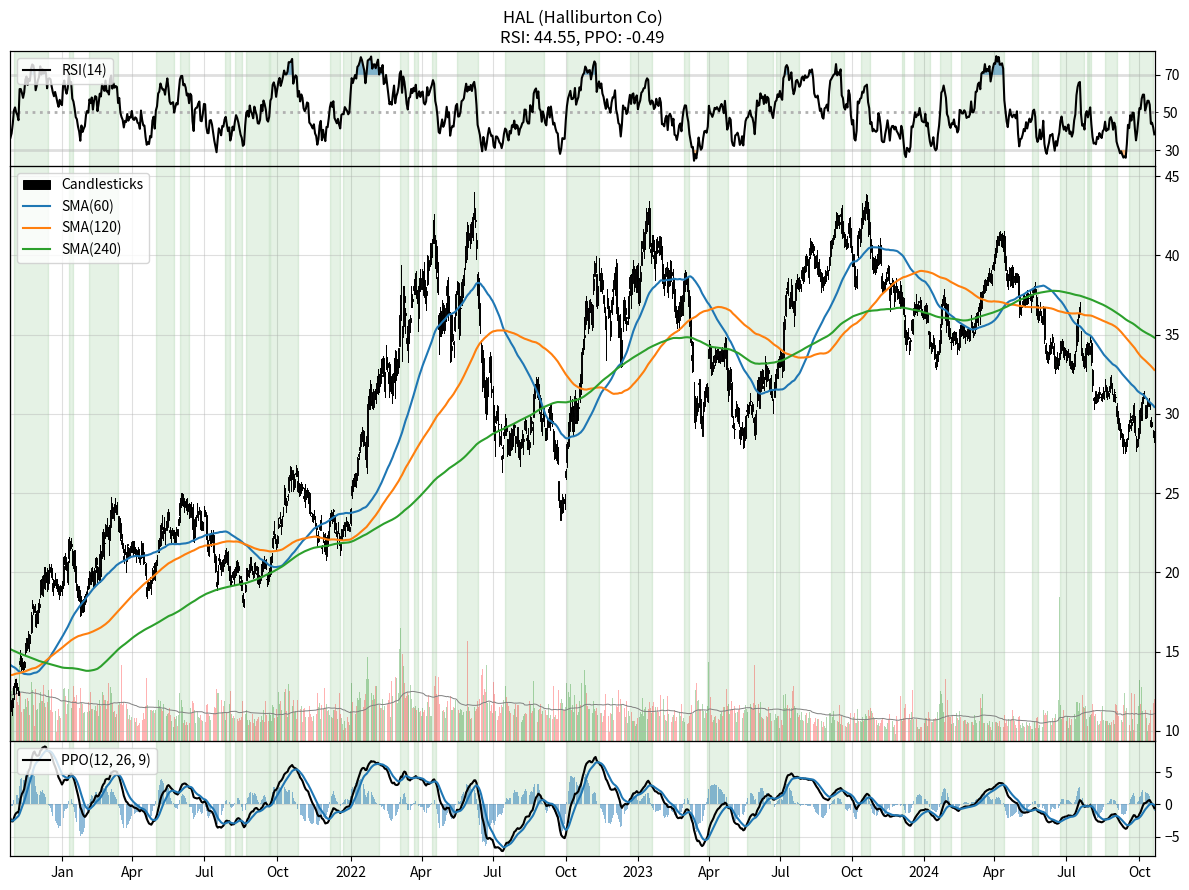 HAL (Halliburton Co)
RSI: 44.55, PPO: -0.49
RSI(14)
70
50
30
Candlesticks
SMA(60)
SMA(120)
SMA(240)
45
40
35
30
25
20
15
10
PPO(12, 26, 9)
5
0
−5
Jan Apr Jul Oct 2022 Apr Jul Oct 2023 Apr Jul Oct 2024 Apr Jul Oct